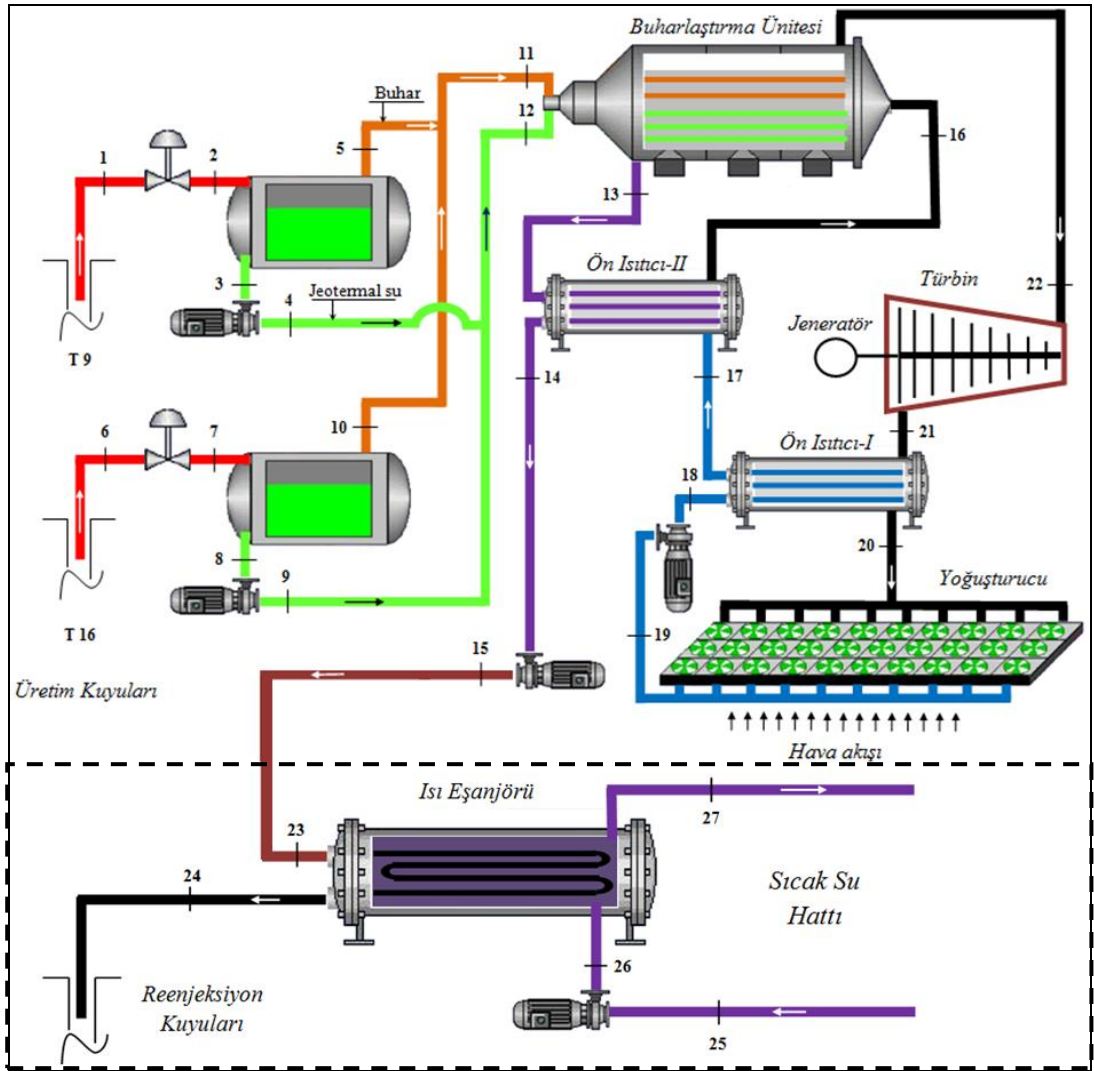 Buharlaştırma Ünitesi
11
Buhar
12
5
1
2
16
13
Ön Isıtıcı-II
3
4
Jeotermal su
22
Türbin
T 9
Jeneratör
14
17
6
7
10
21
Ön Isıtıcı-I
18
8
9
20
Yoğuşturucu
T 16
19
15
Üretim Kuyuları
Hava akışı
Isı Eşanjörü
27
23
24
Sıcak Su
Hattı
26
Reenjeksiyon
Kuyuları
25